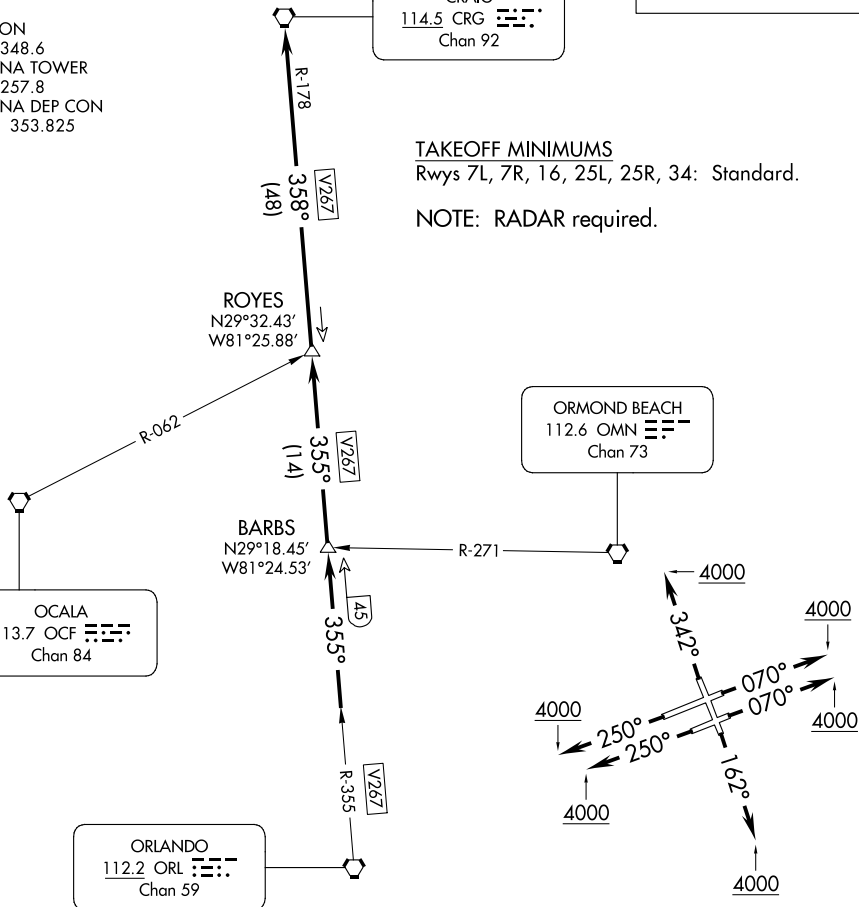 ON
348.6
NA TOWER
257.8
NA DEP CON
353.825
114.5 CRG
Chan 92
R-178
V267
358°
(48)
TAKEOFF MINIMUMS
Rwys 7L, 7R, 16, 25L, 25R, 34: Standard.
NOTE: RADAR required.
ROYES
N29°32.43'
W81°25.88'
R-062
V267
355°
(14)
ORMOND BEACH
112.6 OMN
Chan 73
BARBS
N29°18.45'
W81°24.53'
R-271
45
355°
OCALA
13.7 OCF
Chan 84
4000
342°
4000
070°
070°
4000
4000
250°
250°
4000
162°
4000
R-355
V267
ORLANDO
112.2 ORL
Chan 59